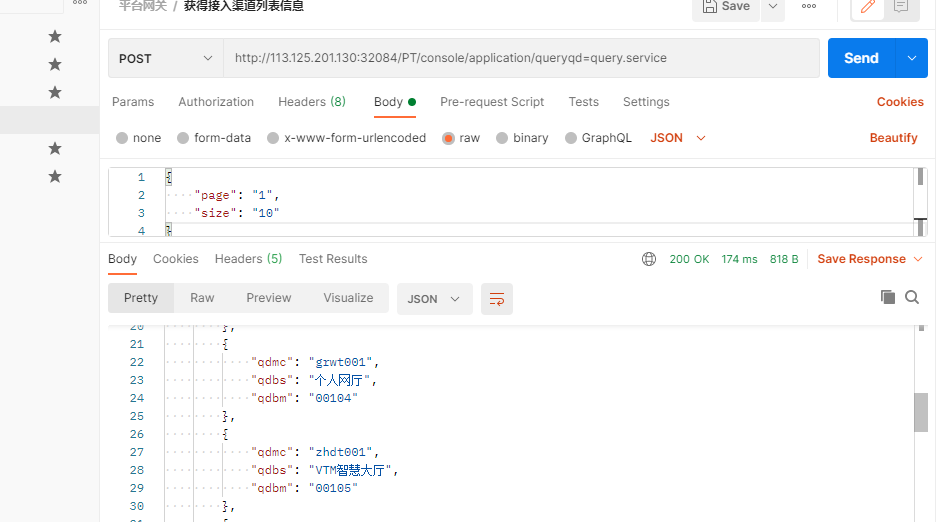 平台网关 / 获得接入渠道列表信息
Save
POST
http://113.125.201.130:32084/PT/console/application/queryqd=query.service
Send
Params Authorization Headers (8) Body Pre-request Script Tests Settings Cookies
none form-data x-www-form-urlencoded raw binary GraphQL JSON Beautify
1 {
2 "page": "1",
3 "size": "10"
4 }
Body Cookies Headers (5) Test Results 200 OK 174 ms 818 B Save Response
Pretty Raw Preview Visualize JSON
20 },
21 {
22 "qdmc": "grwt001",
23 "qdbs": "个人网厅",
24 "qdbm": "00104"
25 },
26 {
27 "qdmc": "zhdt001",
28 "qdbs": "VTM智慧大厅",
29 "qdbm": "00105"
30 },
31 {